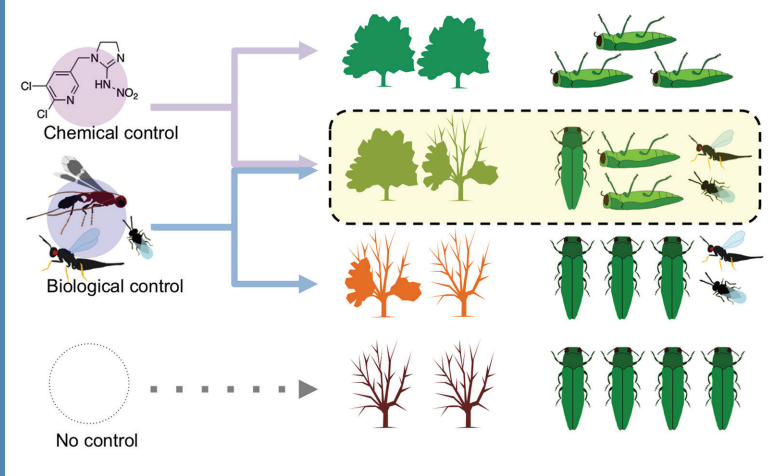 N
N
HN
NO₂
Cl
N
Cl
Chemical control
Biological control
No control